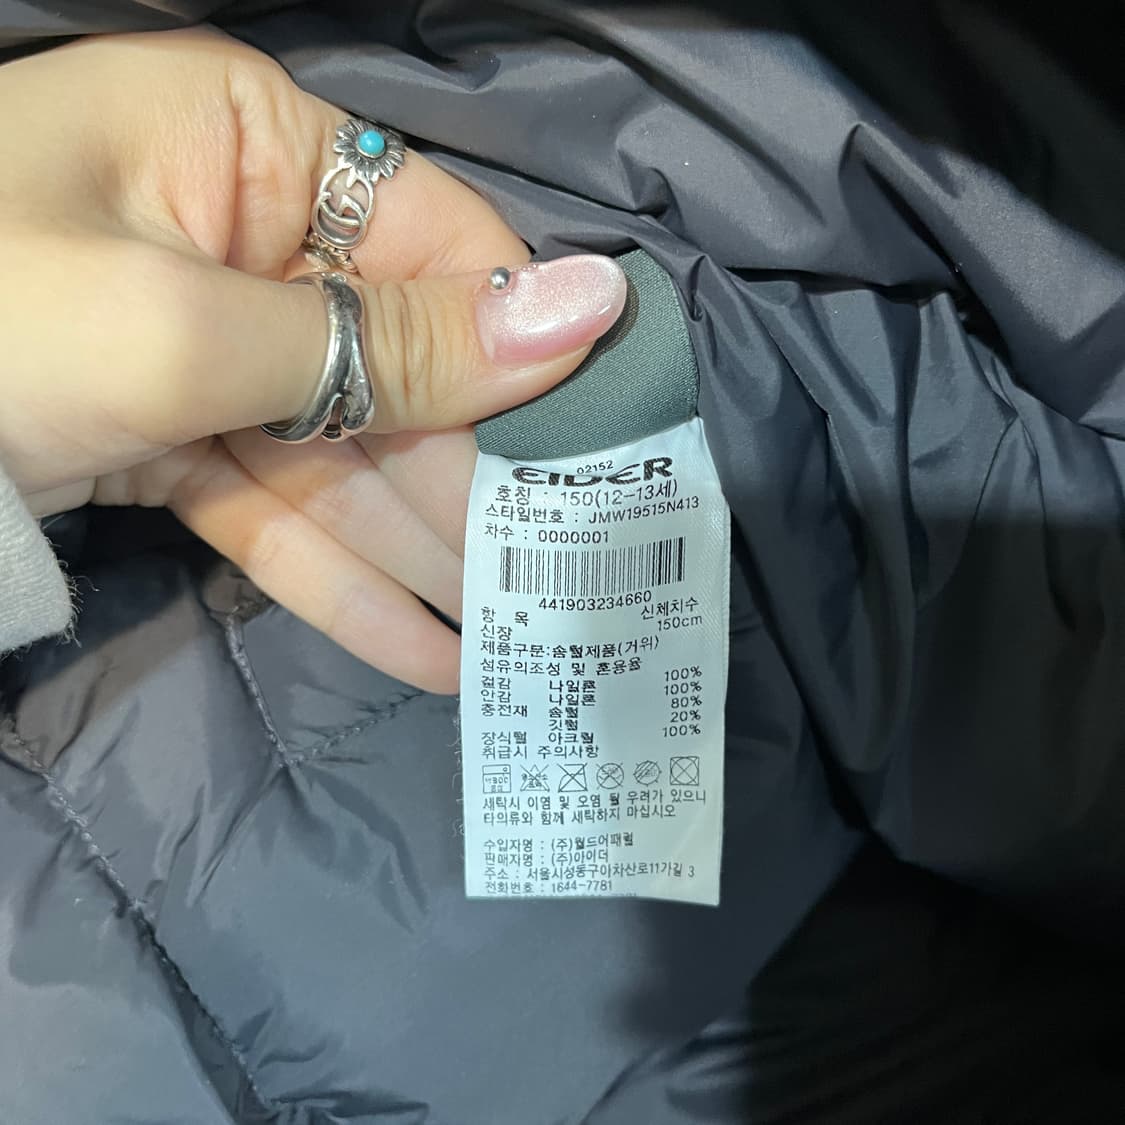 EIDER
02152
호칭 : 150(12-13세)
스타일번호 : JMW19515N413
차수 : 0000001
441903234660
항 목 신체치수
신장 150cm
제품구분:솜털제품(거위)
섬유의조성 및 혼용율
겉감 나일론 100%
안감 나일론 100%
충전재 솜털 80%
깃털 20%
장식털 아크릴 100%
취급시 주의사항
세탁시 이염 및 오염 될 우려가 있으니
타의류와 함께 세탁하지 마십시오
수입자명 : (주)월드어패럴
판매자명 : (주)아이더
주소 : 서울시성동구아차산로11가길 3
전화번호 : 1644-7781